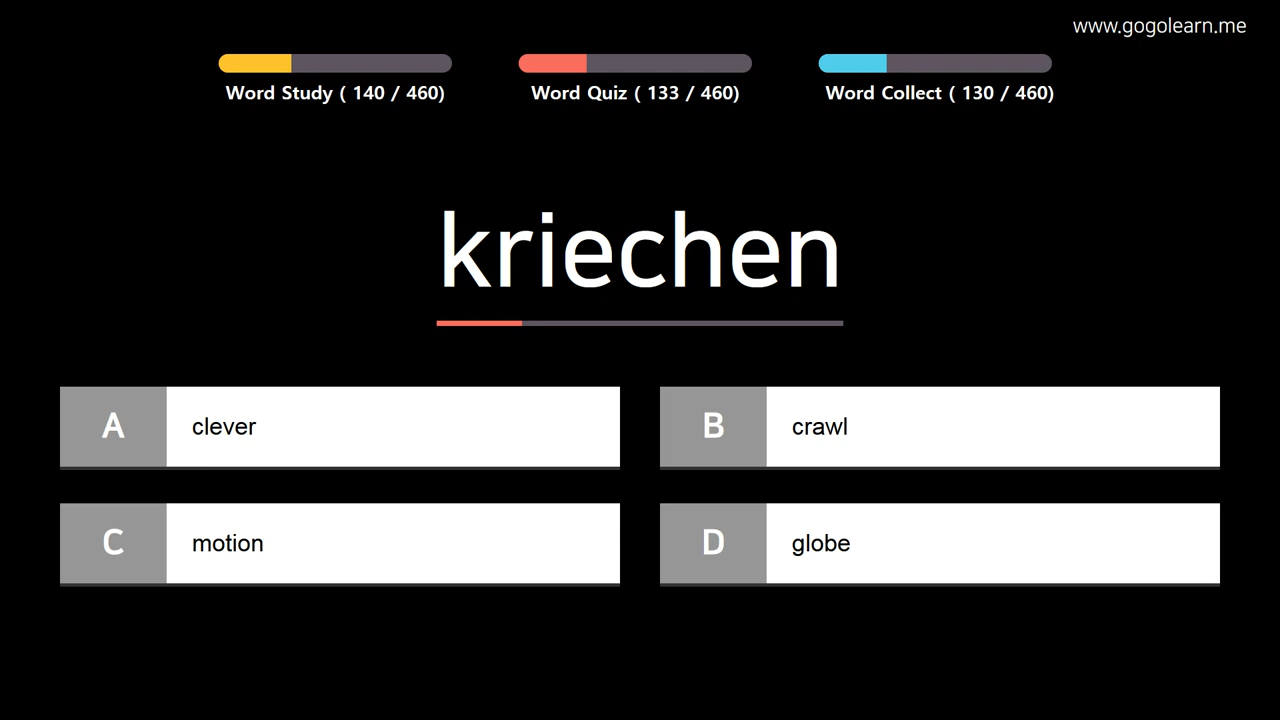 www.gogolearn.me
Word Study ( 140 / 460)
Word Quiz ( 133 / 460)
Word Collect ( 130 / 460)
kriechen
A clever
B crawl
C motion
D globe